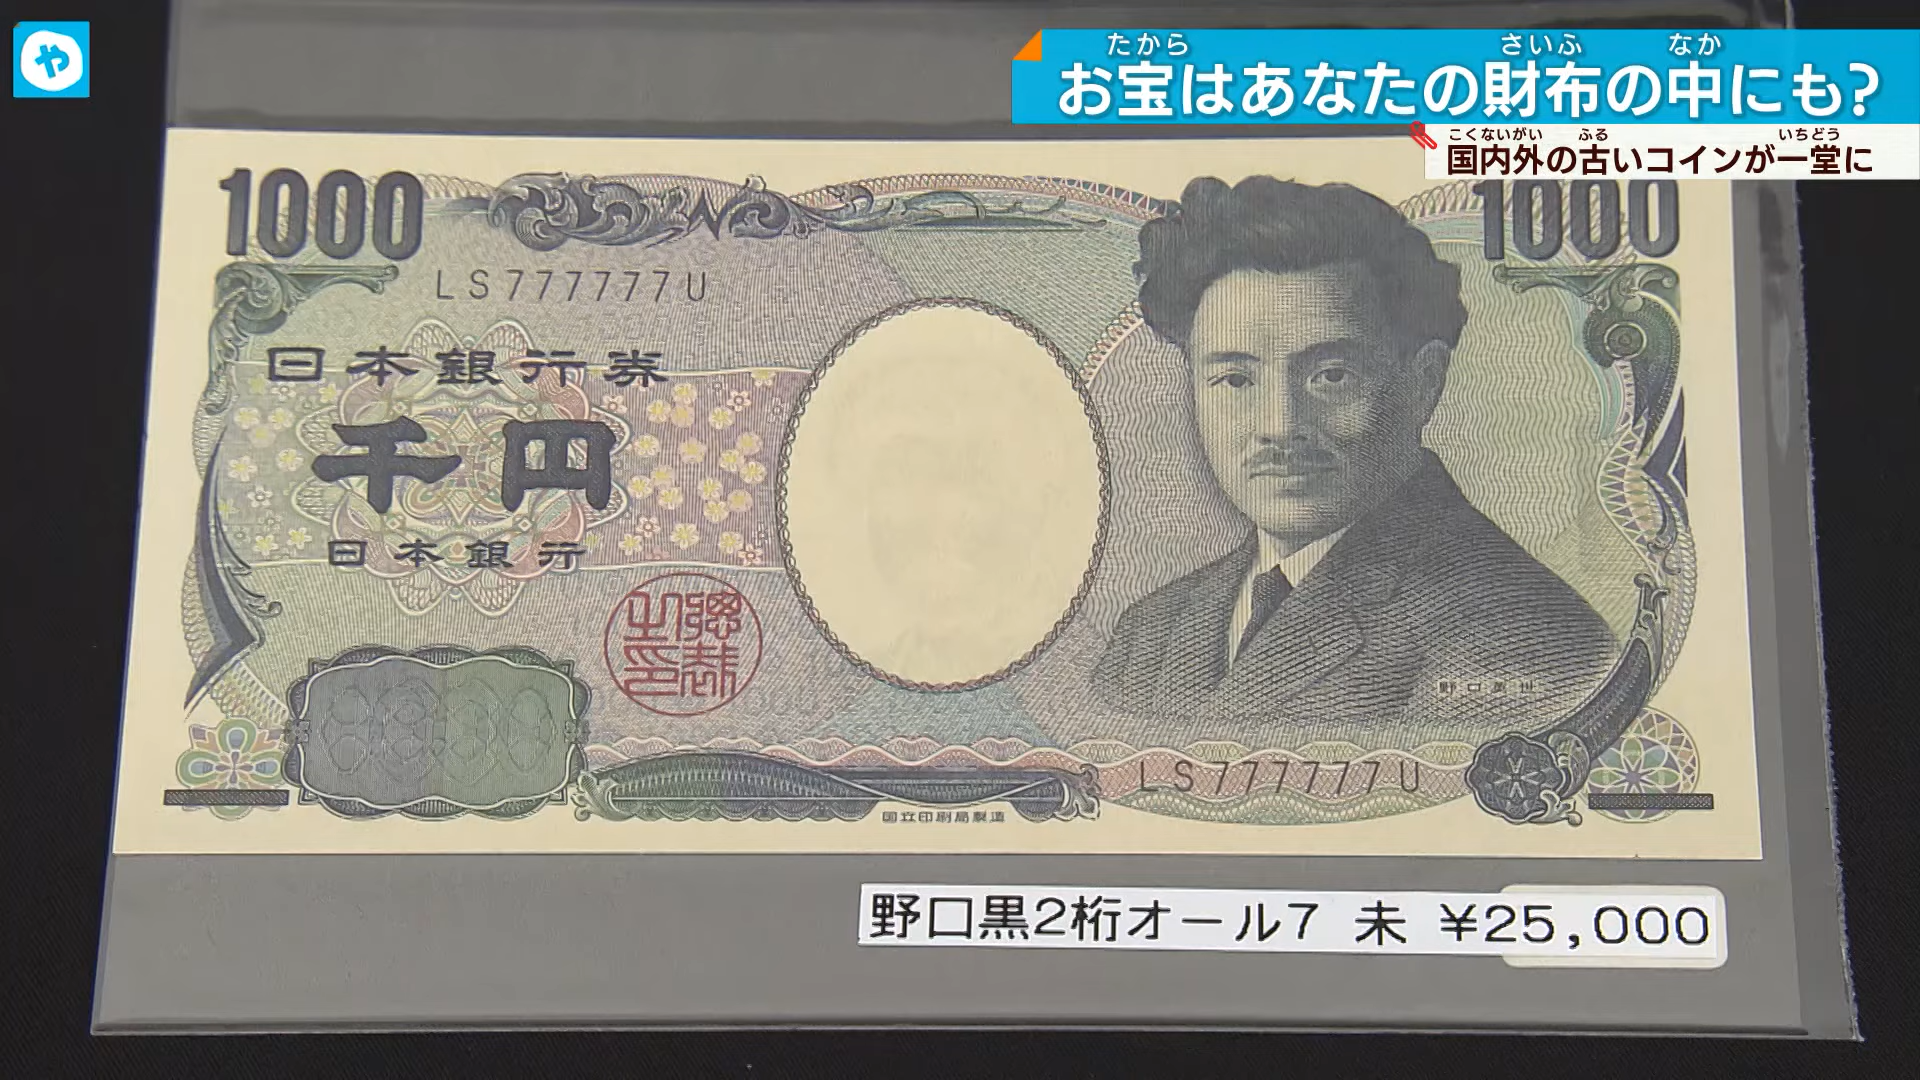 や
たから さいふ なか
お宝はあなたの財布の中にも?
こくないがい ふる いちどう
国内外の古いコインが一堂に
1000
1000
LS777777U
日本銀行券
千円
日本銀行
野口英世
LS777777U
国立印刷局製造
野口黒2桁オール7 未 ¥25,000